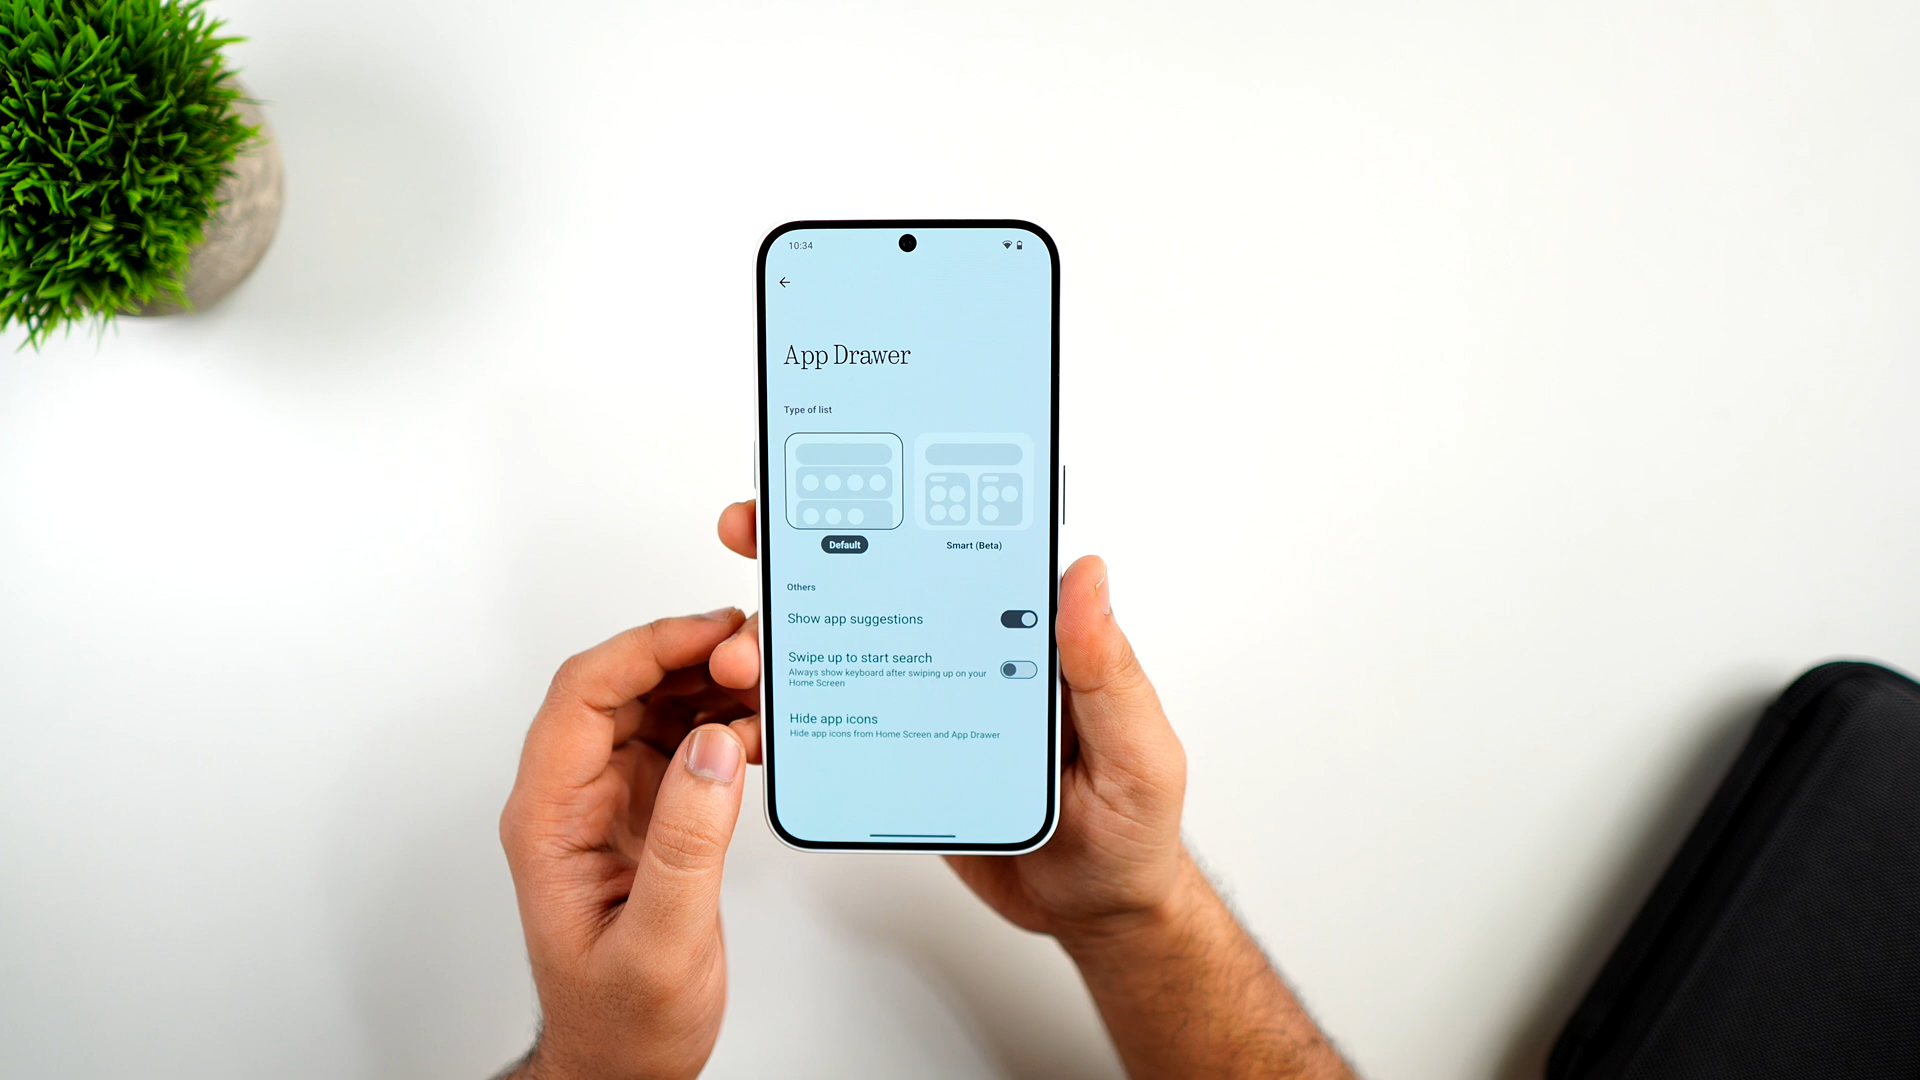 10:34
App Drawer
Type of list
Default
Smart (Beta)
Others
Show app suggestions
Swipe up to start search
Always show keyboard after swiping up on your
Home Screen
Hide app icons
Hide app icons from Home Screen and App Drawer